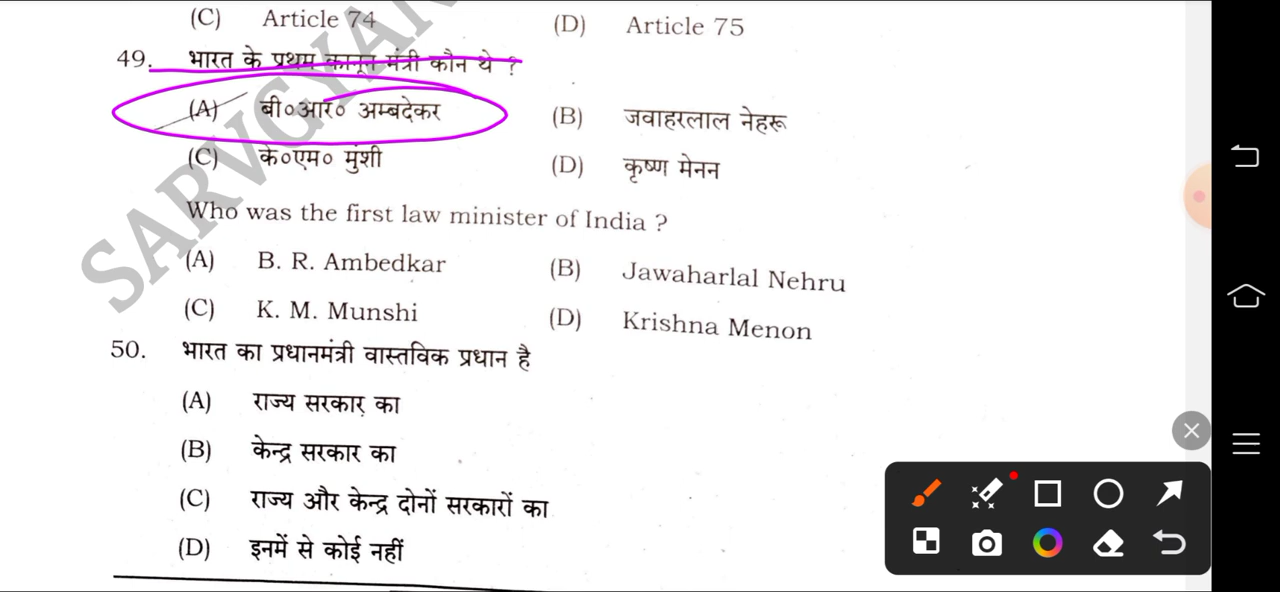 (C) Article 74 (D) Article 75
49. भारत के प्रथम कानून मंत्री कौन थे ?
(A) बी०आर० अम्बदेकर (B) जवाहरलाल नेहरू
(C) के०एम० मुंशी (D) कृष्ण मेनन
Who was the first law minister of India ?
(A) B. R. Ambedkar (B) Jawaharlal Nehru
(C) K. M. Munshi (D) Krishna Menon
50. भारत का प्रधानमंत्री वास्तविक प्रधान है
(A) राज्य सरकार का
(B) केन्द्र सरकार का
(C) राज्य और केन्द्र दोनों सरकारों का
(D) इनमें से कोई नहीं
SARVGYAN